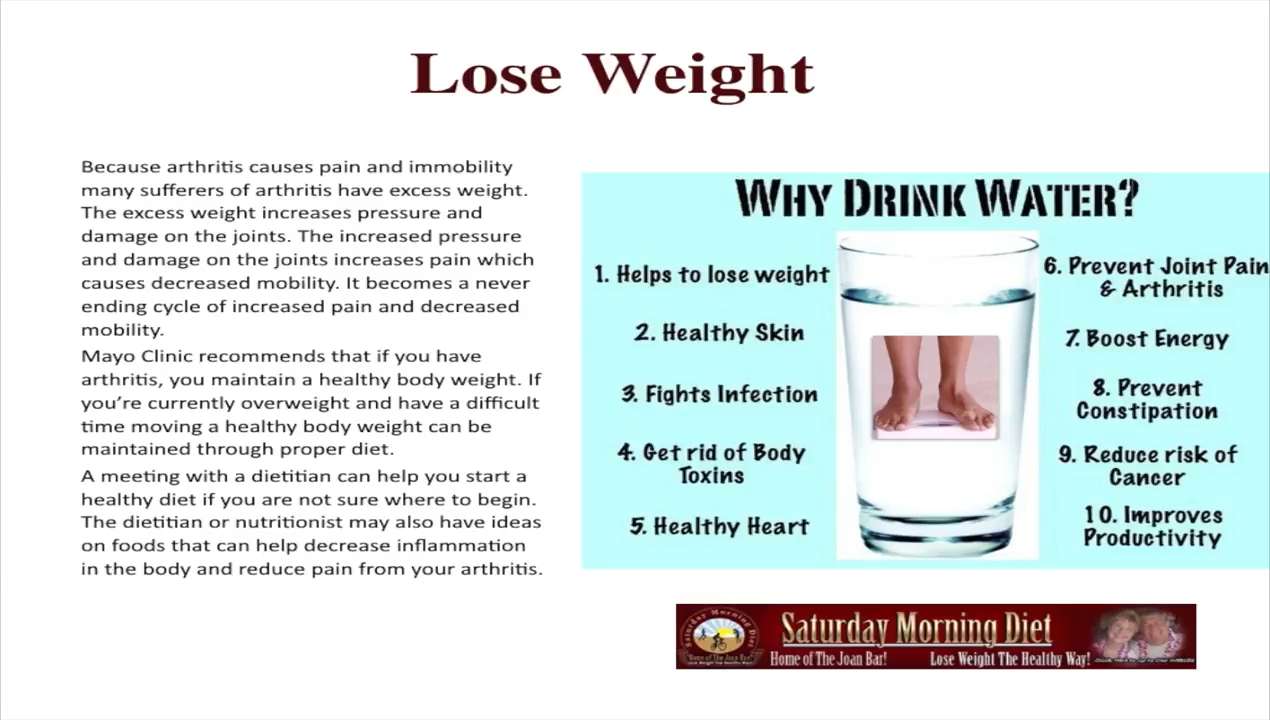 Lose Weight
Because arthritis causes pain and immobility
many sufferers of arthritis have excess weight.
The excess weight increases pressure and
damage on the joints. The increased pressure
and damage on the joints increases pain which
causes decreased mobility. It becomes a never
ending cycle of increased pain and decreased
mobility.
Mayo Clinic recommends that if you have
arthritis, you maintain a healthy body weight. If
you’re currently overweight and have a difficult
time moving a healthy body weight can be
maintained through proper diet.
A meeting with a dietitian can help you start a
healthy diet if you are not sure where to begin.
The dietitian or nutritionist may also have ideas
on foods that can help decrease inflammation
in the body and reduce pain from your arthritis.
WHY DRINK WATER?
1. Helps to lose weight
2. Healthy Skin
3. Fights Infection
4. Get rid of Body
Toxins
5. Healthy Heart
6. Prevent Joint Pain
& Arthritis
7. Boost Energy
8. Prevent
Constipation
9. Reduce risk of
Cancer
10. Improves
Productivity
Saturday Morning Diet
Home of The Joan Bar! Lose Weight The Healthy Way!
Saturday Morning Diet